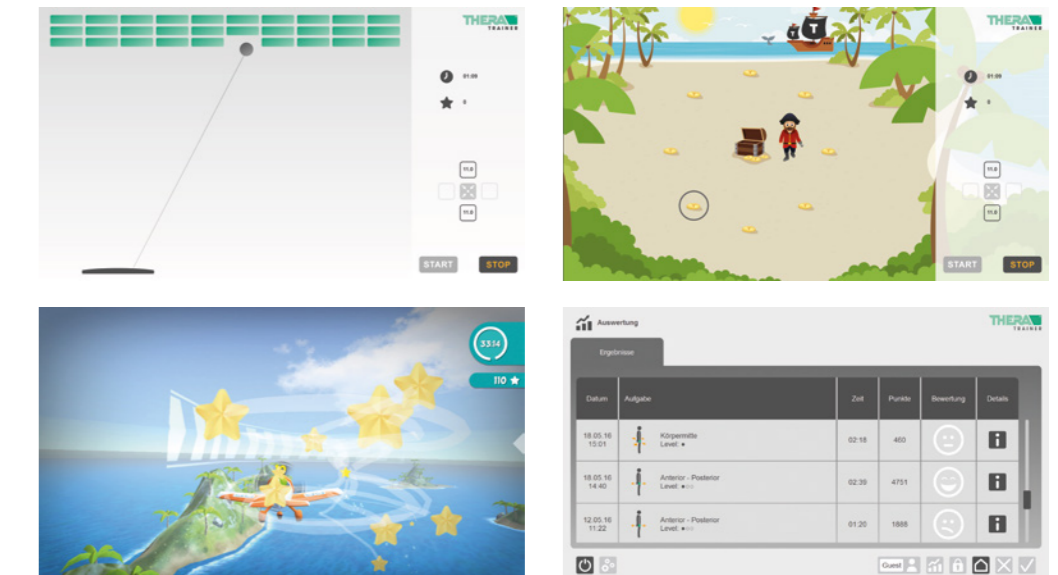 THERA
TRAINER
01:09
11.0
11.0
START
STOP
THERA
TRAINER
T
01:09
0
11.0
11.0
START
STOP
33:14
110
Auswertung
THERA
TRAINER
Ergebnisse
Datum Aufgabe Zeit Punkte Bewertung Details
18.05.16
15:01
Körpermitte
Level:
02:18 460
18.05.16
14:40
Anterior - Posterior
Level:
02:39 4751
12.05.16
11:22
Anterior - Posterior
Level:
01:20 1888
Guest